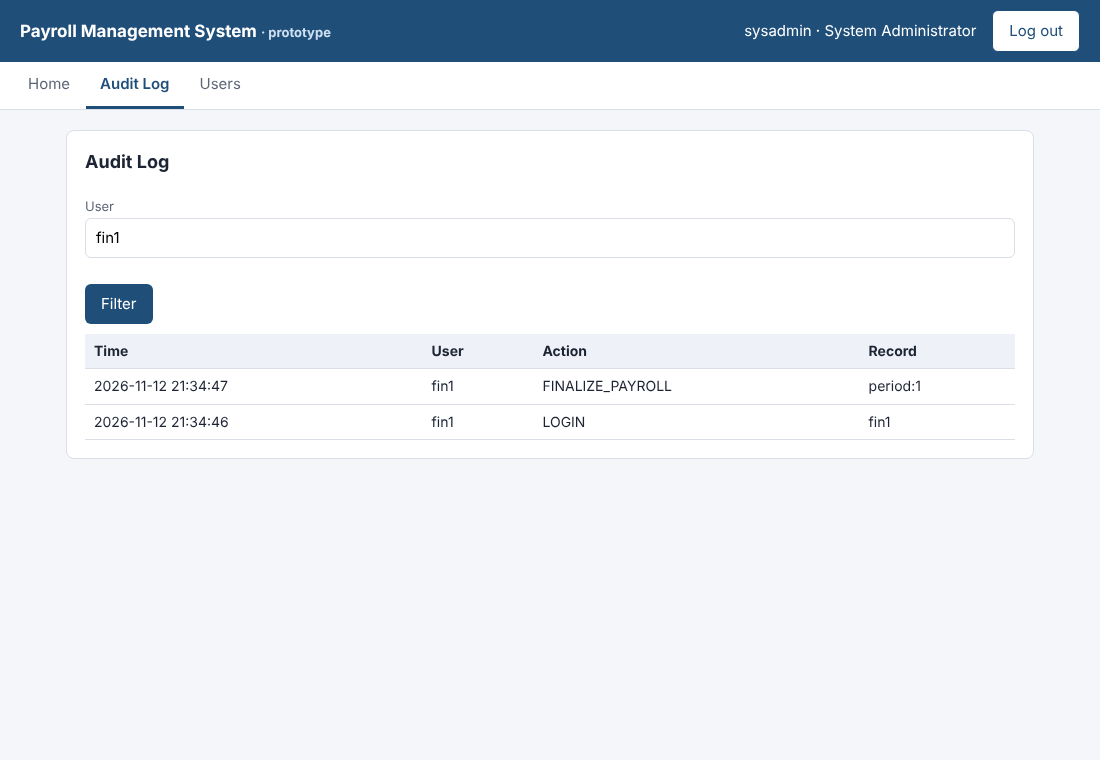 Payroll Management System · prototype
sysadmin · System Administrator
Log out
Home
Audit Log
Users
Audit Log
User
fin1
Filter
Time User Action Record
2026-11-12 21:34:47 fin1 FINALIZE_PAYROLL period:1
2026-11-12 21:34:46 fin1 LOGIN fin1